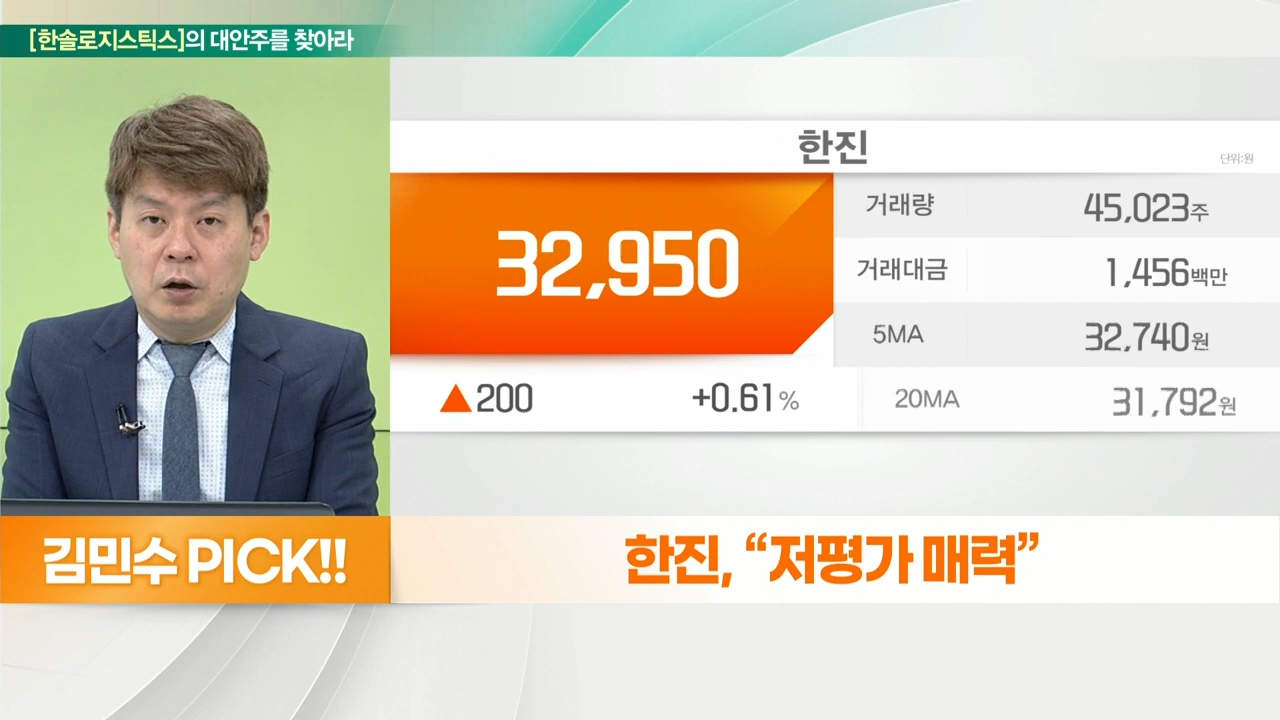 [한솔로지스틱스]의 대안주를 찾아라
한진
단위:원
32,950
▲200 +0.61%
거래량 45,023주
거래대금 1,456백만
5MA 32,740원
20MA 31,792원
김민수 PICK!!
한진, “저평가 매력”